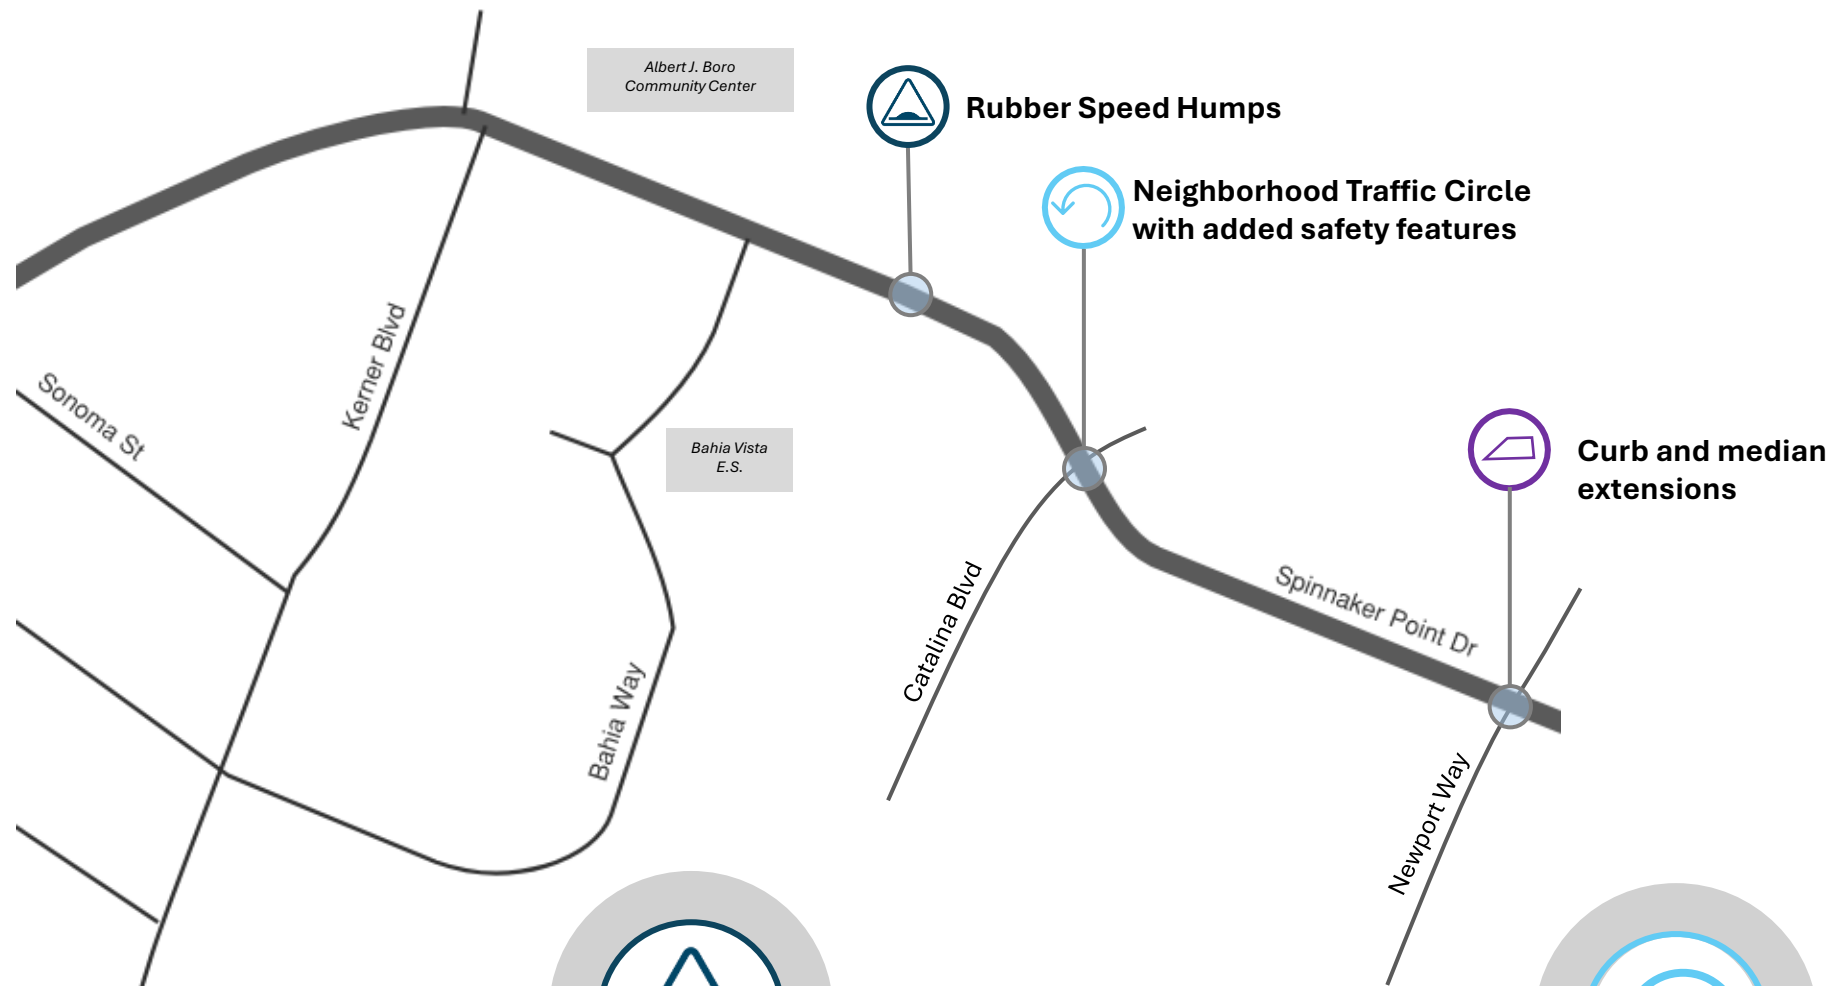 Albert J. Boro
Community Center
Rubber Speed Humps
Neighborhood Traffic Circle
with added safety features
Kerner Blvd
Sonoma St
Bahia Vista
E.S.
Curb and median
extensions
Catalina Blvd
Spinnaker Point Dr
Bahia Way
Newport Way